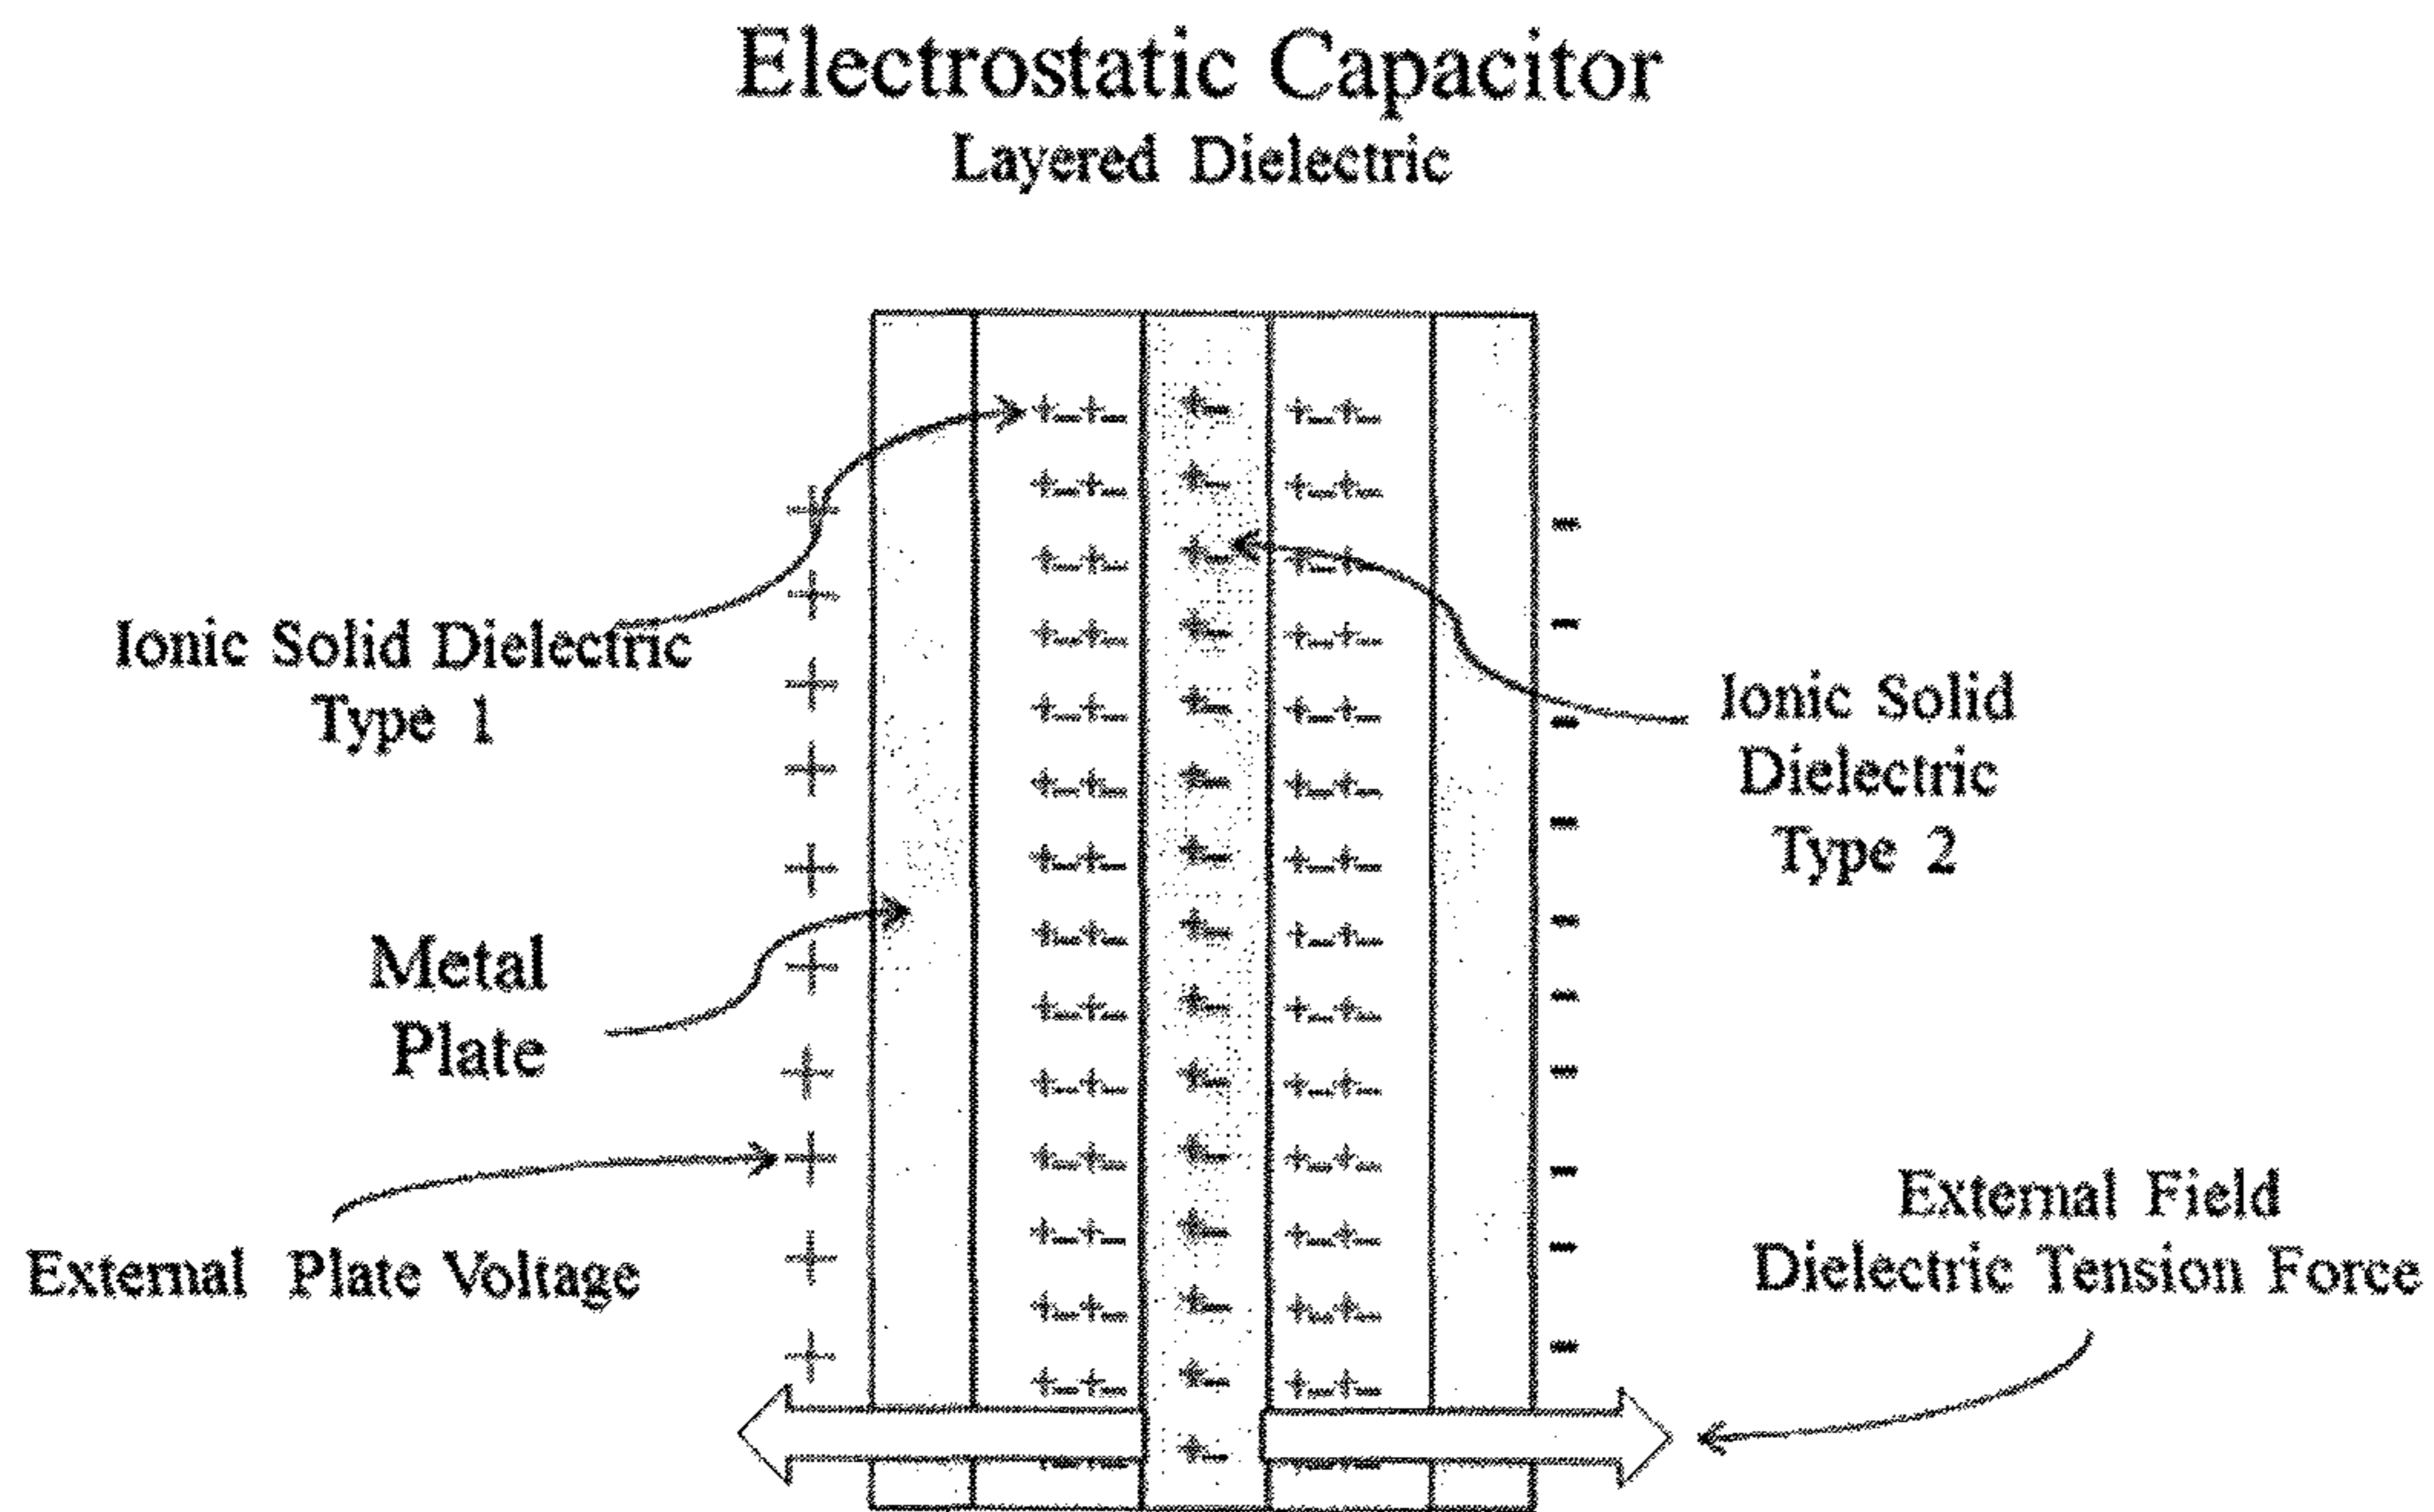 Electrostatic Capacitor
Layered Dielectric
Ionic Solid Dielectric
Type 1
Ionic Solid
Dielectric
Type 2
Metal
Plate
External Plate Voltage
External Field
Dielectric Tension Force